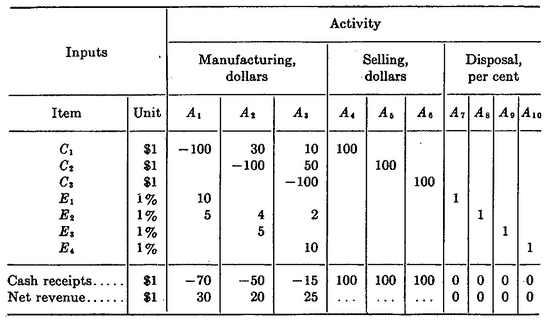 Inputs
Activity
Manufacturing, dollars
Selling, dollars
Disposal, per cent
Item Unit A₁ A₂ A₃ A₄ A₅ A₆ A₇ A₈ A₉ A₁₀
C₁ $1 −100 30 10 100
C₂ $1 −100 50 100
C₃ $1 −100 100
E₁ 1% 10 1
E₂ 1% 5 4 2 1
E₃ 1% 5 1
E₄ 1% 10 1
Cash receipts..... $1 −70 −50 −15 100 100 100 0 0 0 0
Net revenue...... $1 30 20 25 ... ... ... 0 0 0 0